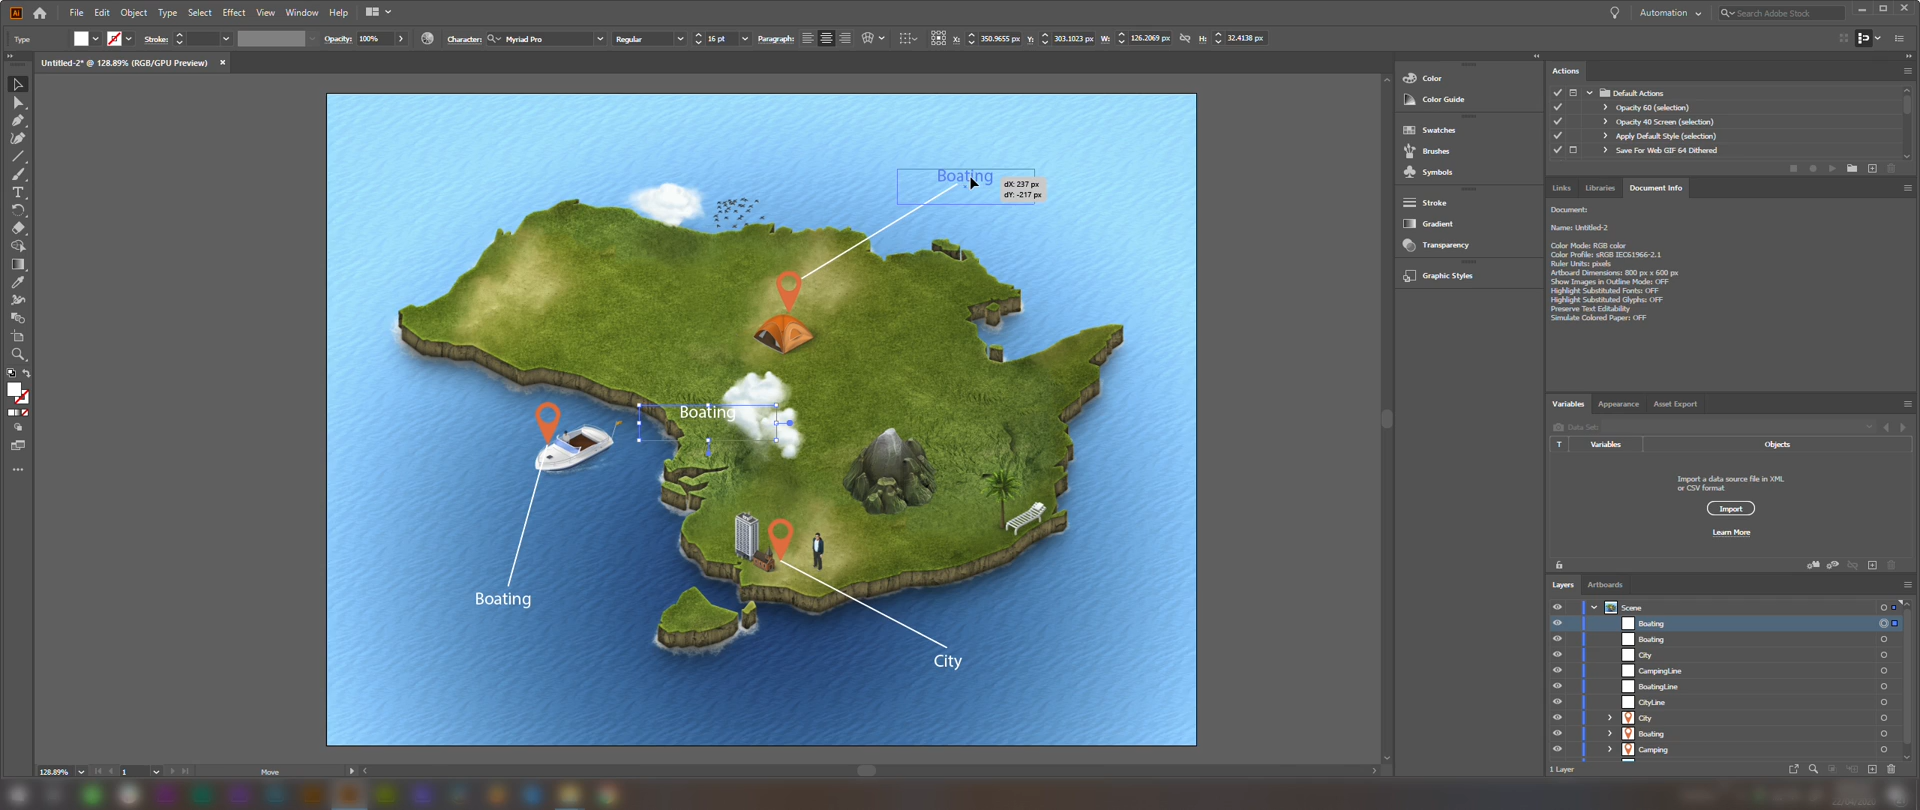 Ai File Edit Object Type Select Effect View Window Help Automation Search Adobe Stock
Type Stroke: Opacity: 100% Character: Myriad Pro Regular 16 pt Paragraph: X: 350.9655 px Y: 303.1023 px W: 126.2069 px H: 32.4138 px
Untitled-2* @ 128.89% (RGB/GPU Preview)
Boating
dX: 237 px
dY: -217 px
Boating
Boating
City
128.89% 1 Move
Color
Color Guide
Swatches
Brushes
Symbols
Stroke
Gradient
Transparency
Graphic Styles
Actions
Default Actions
Opacity 60 (selection)
Opacity 40 Screen (selection)
Apply Default Style (selection)
Save For Web GIF 64 Dithered
Links Libraries Document Info
Document:
Name: Untitled-2
Color Mode: RGB color
Color Profile: sRGB IEC61966-2.1
Ruler Units: pixels
Artboard Dimensions: 800 px x 600 px
Show Images in Outline Mode: OFF
Highlight Substituted Fonts: OFF
Highlight Substituted Glyphs: OFF
Preserve Text Editability
Simulate Colored Paper: OFF
Variables Appearance Asset Export
Data Set:
T Variables Objects
Import a data source file in XML
or CSV format
Import
Learn More
Layers Artboards
Scene
Boating
Boating
City
CampingLine
BoatingLine
CityLine
City
Boating
Camping
1 Layer